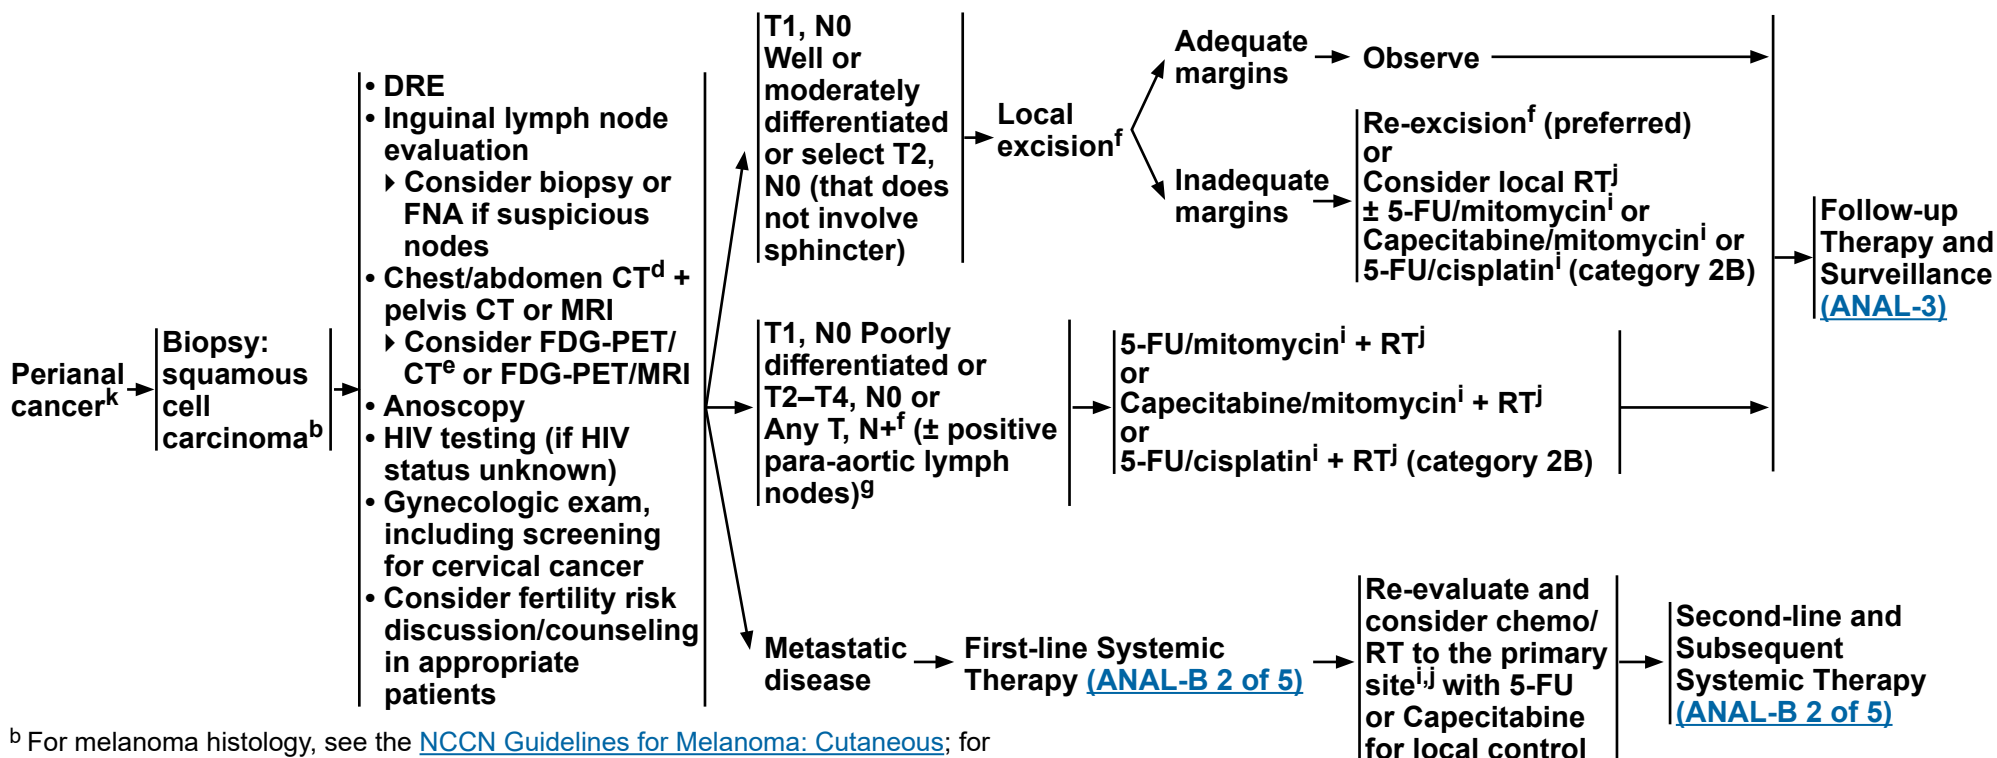 Perianal
cancerk
Biopsy:
squamous
cell
carcinomab
• DRE
• Inguinal lymph node
evaluation
▸ Consider biopsy or
FNA if suspicious
nodes
• Chest/abdomen CTd +
pelvis CT or MRI
▸ Consider FDG-PET/
CTe or FDG-PET/MRI
• Anoscopy
• HIV testing (if HIV
status unknown)
• Gynecologic exam,
including screening
for cervical cancer
• Consider fertility risk
discussion/counseling
in appropriate
patients
T1, N0
Well or
moderately
differentiated
or select T2,
N0 (that does
not involve
sphincter)
Local
excisionf
Adequate
margins
Observe
Inadequate
margins
Re-excisionf (preferred)
or
Consider local RTj
± 5-FU/mitomycini or
Capecitabine/mitomycini or
5-FU/cisplatini (category 2B)
T1, N0 Poorly
differentiated or
T2–T4, N0 or
Any T, N+f (± positive
para-aortic lymph
nodes)g
5-FU/mitomycini + RTj
or
Capecitabine/mitomycini + RTj
or
5-FU/cisplatini + RTj (category 2B)
Follow-up
Therapy and
Surveillance
(ANAL-3)
Metastatic
disease
First-line Systemic
Therapy (ANAL-B 2 of 5)
Re-evaluate and
consider chemo/
RT to the primary
sitei,j with 5-FU
or Capecitabine
for local control
Second-line and
Subsequent
Systemic Therapy
(ANAL-B 2 of 5)
b For melanoma histology, see the NCCN Guidelines for Melanoma: Cutaneous; for